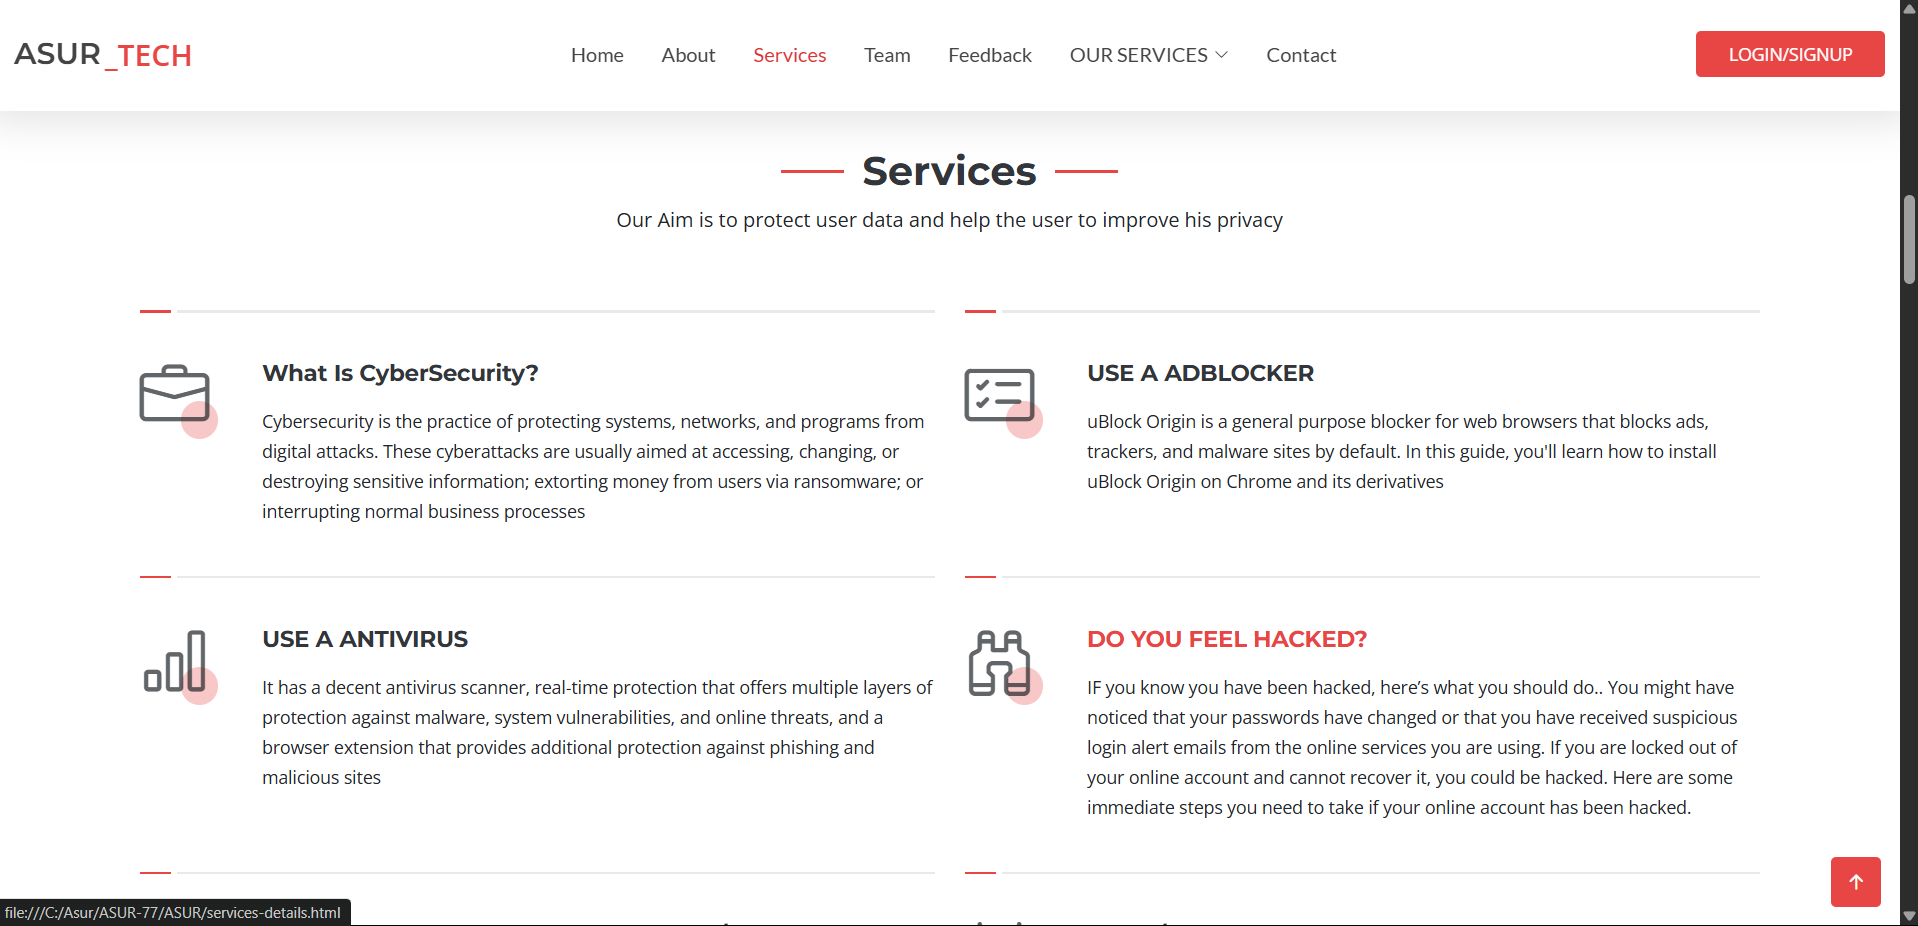 ASUR_TECH
Home About Services Team Feedback OUR SERVICES Contact
LOGIN/SIGNUP
Services
Our Aim is to protect user data and help the user to improve his privacy
What Is CyberSecurity?
Cybersecurity is the practice of protecting systems, networks, and programs from
digital attacks. These cyberattacks are usually aimed at accessing, changing, or
destroying sensitive information; extorting money from users via ransomware; or
interrupting normal business processes
USE A ADBLOCKER
uBlock Origin is a general purpose blocker for web browsers that blocks ads,
trackers, and malware sites by default. In this guide, you'll learn how to install
uBlock Origin on Chrome and its derivatives
USE A ANTIVIRUS
It has a decent antivirus scanner, real-time protection that offers multiple layers of
protection against malware, system vulnerabilities, and online threats, and a
browser extension that provides additional protection against phishing and
malicious sites
DO YOU FEEL HACKED?
IF you know you have been hacked, here’s what you should do.. You might have
noticed that your passwords have changed or that you have received suspicious
login alert emails from the online services you are using. If you are locked out of
your online account and cannot recover it, you could be hacked. Here are some
immediate steps you need to take if your online account has been hacked.
file:///C:/Asur/ASUR-77/ASUR/services-details.html